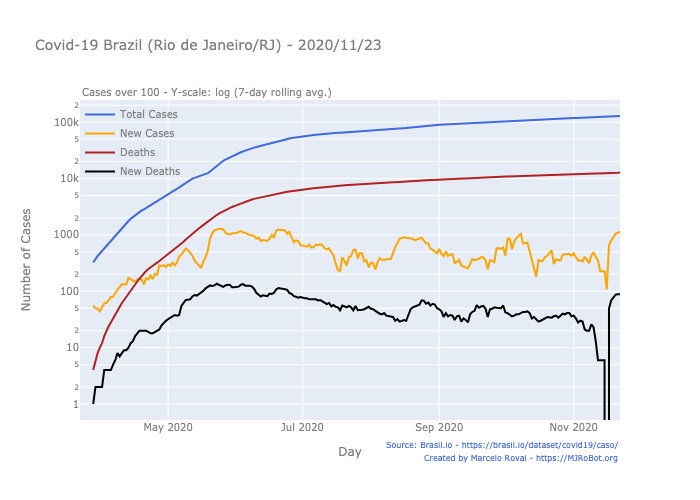 Covid-19 Brazil (Rio de Janeiro/RJ) - 2020/11/23
Cases over 100 - Y-scale: log (7-day rolling avg.)
Total Cases
New Cases
Deaths
New Deaths
Number of Cases
2
100k
5
2
10k
5
2
1000
5
2
100
5
2
10
5
2
1
May 2020
Jul 2020
Sep 2020
Nov 2020
Day
Source: Brasil.io - https://brasil.io/dataset/covid19/caso/
Created by Marcelo Rovai - https://MJRoBot.org